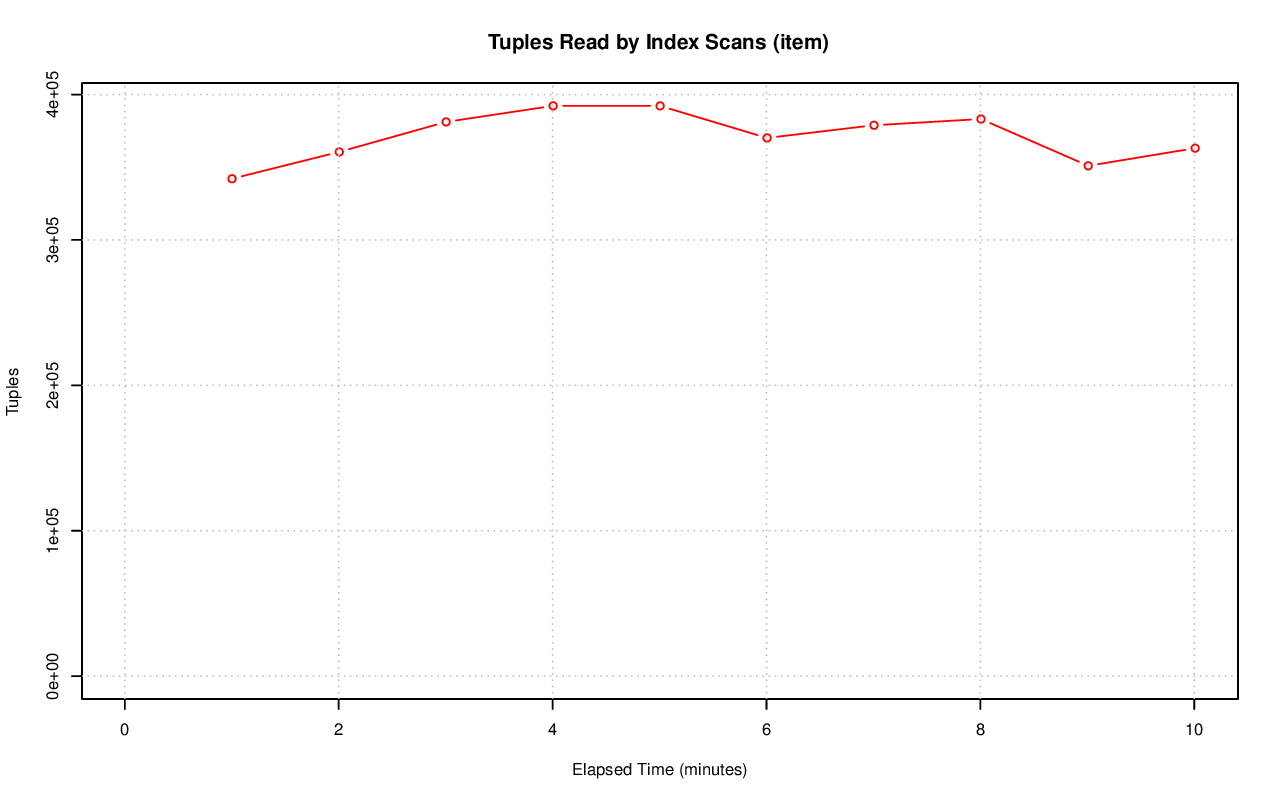 Tuples Read by Index Scans (item)
4e+05
3e+05
2e+05
1e+05
0e+00
Tuples
0 2 4 6 8 10
Elapsed Time (minutes)